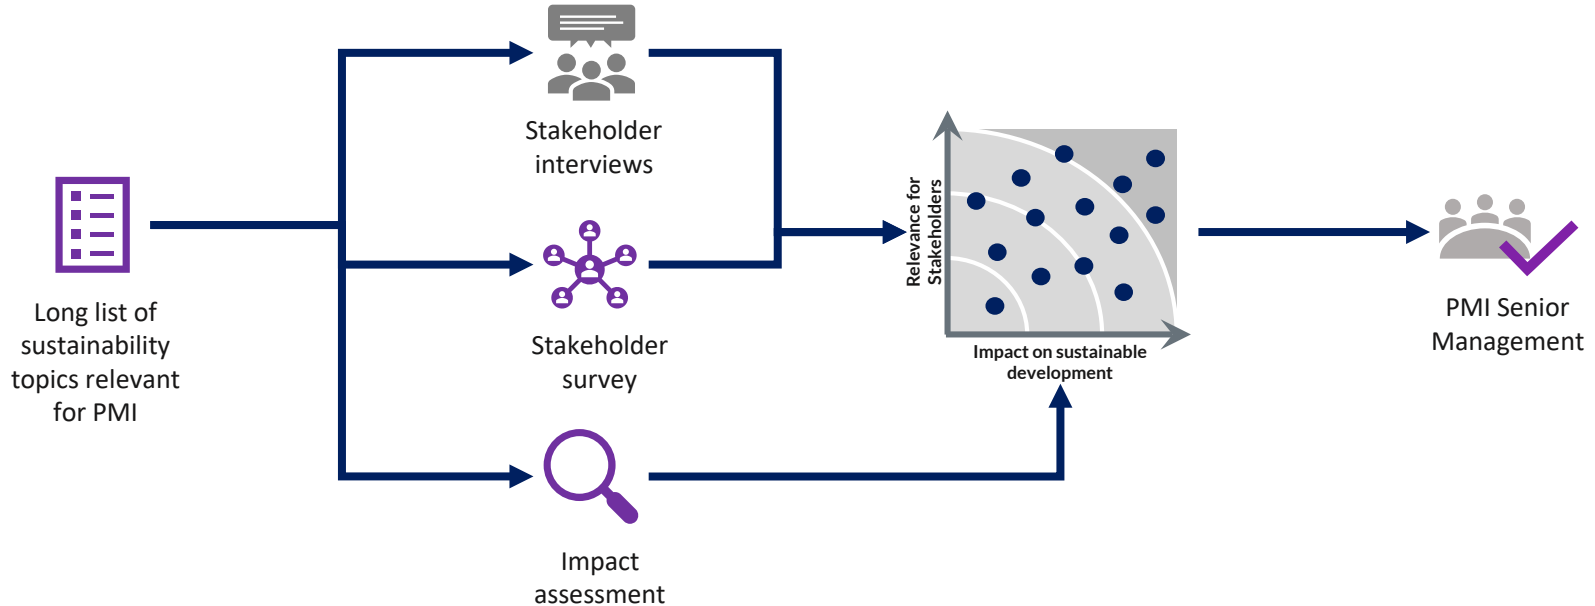 Long list of
sustainability
topics relevant
for PMI
Stakeholder
interviews
Stakeholder
survey
Impact
assessment
Relevance for
Stakeholders
Impact on sustainable
development
PMI Senior
Management